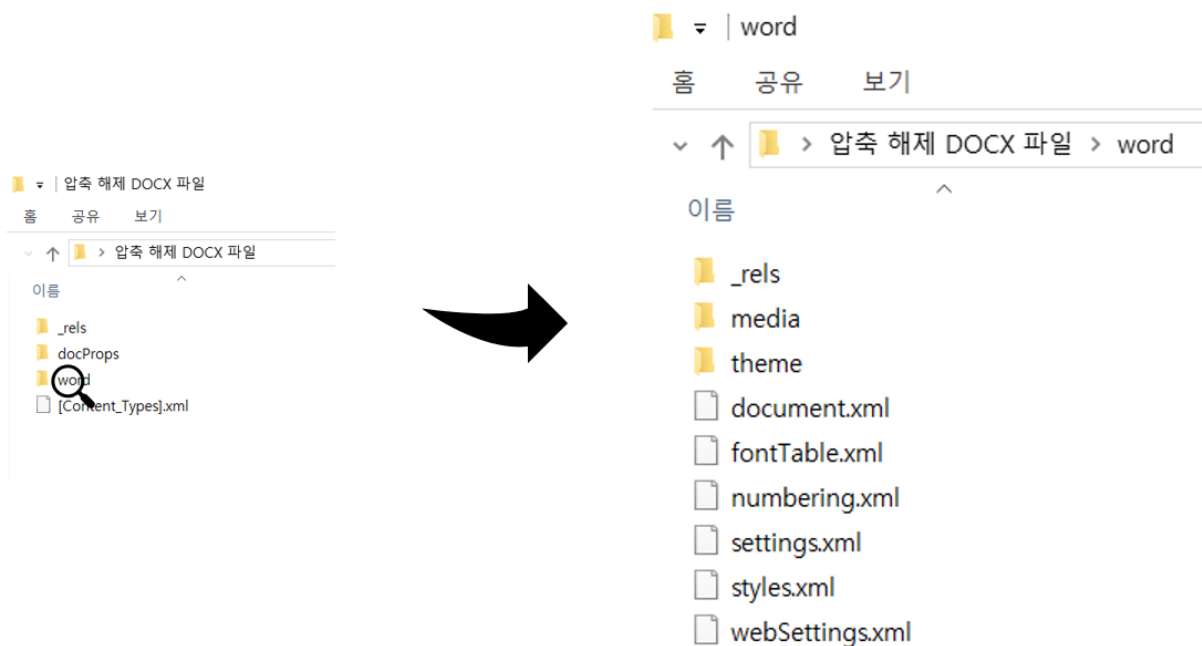 압축 해제 DOCX 파일
홈 공유 보기
압축 해제 DOCX 파일
이름
_rels
docProps
word
[Content_Types].xml
word
홈 공유 보기
압축 해제 DOCX 파일 > word
이름
_rels
media
theme
document.xml
fontTable.xml
numbering.xml
settings.xml
styles.xml
webSettings.xml